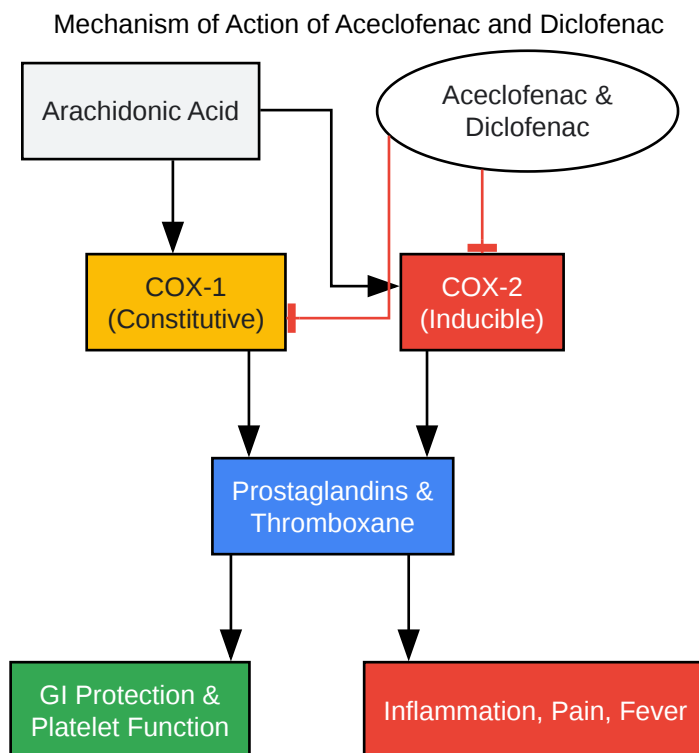 Mechanism of Action of Aceclofenac and Diclofenac
Arachidonic Acid
Aceclofenac &
Diclofenac
COX-1
(Constitutive)
COX-2
(Inducible)
Prostaglandins &
Thromboxane
GI Protection &
Platelet Function
Inflammation, Pain, Fever